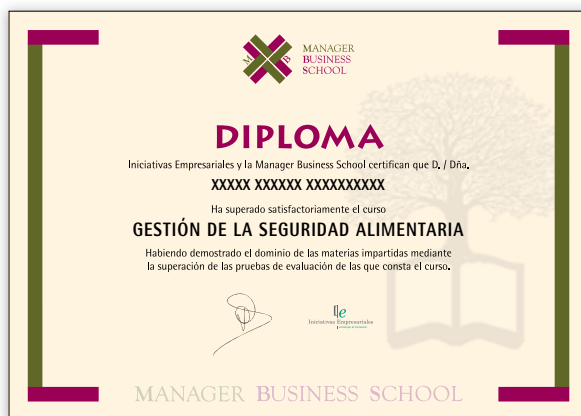 M B
MANAGER
BUSINESS
SCHOOL
DIPLOMA
Iniciativas Empresariales y la Manager Business School certifican que D. / Dña.
XXXXX XXXXXX XXXXXXXXXX
Ha superado satisfactoriamente el curso
GESTIÓN DE LA SEGURIDAD ALIMENTARIA
Habiendo demostrado el dominio de las materias impartidas mediante
la superación de las pruebas de evaluación de las que consta el curso.
Iniciativas Empresariales
MANAGER BUSINESS SCHOOL